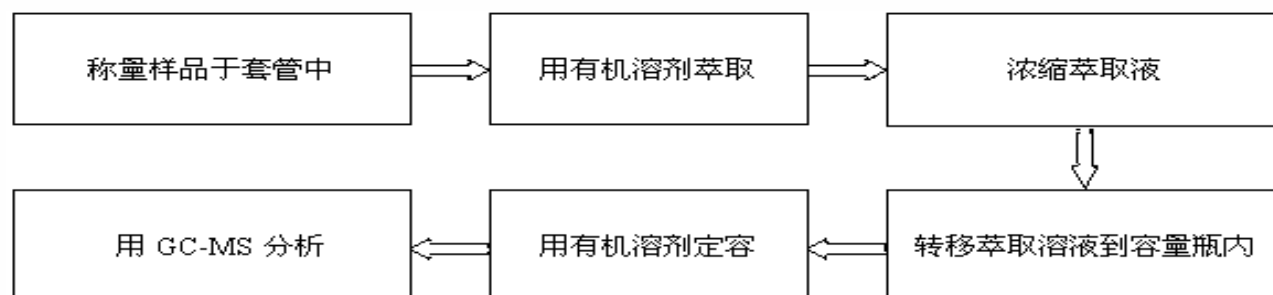 称量样品于套管中
用有机溶剂萃取
浓缩萃取液
转移萃取溶液到容量瓶内
用有机溶剂定容
用 GC-MS 分析